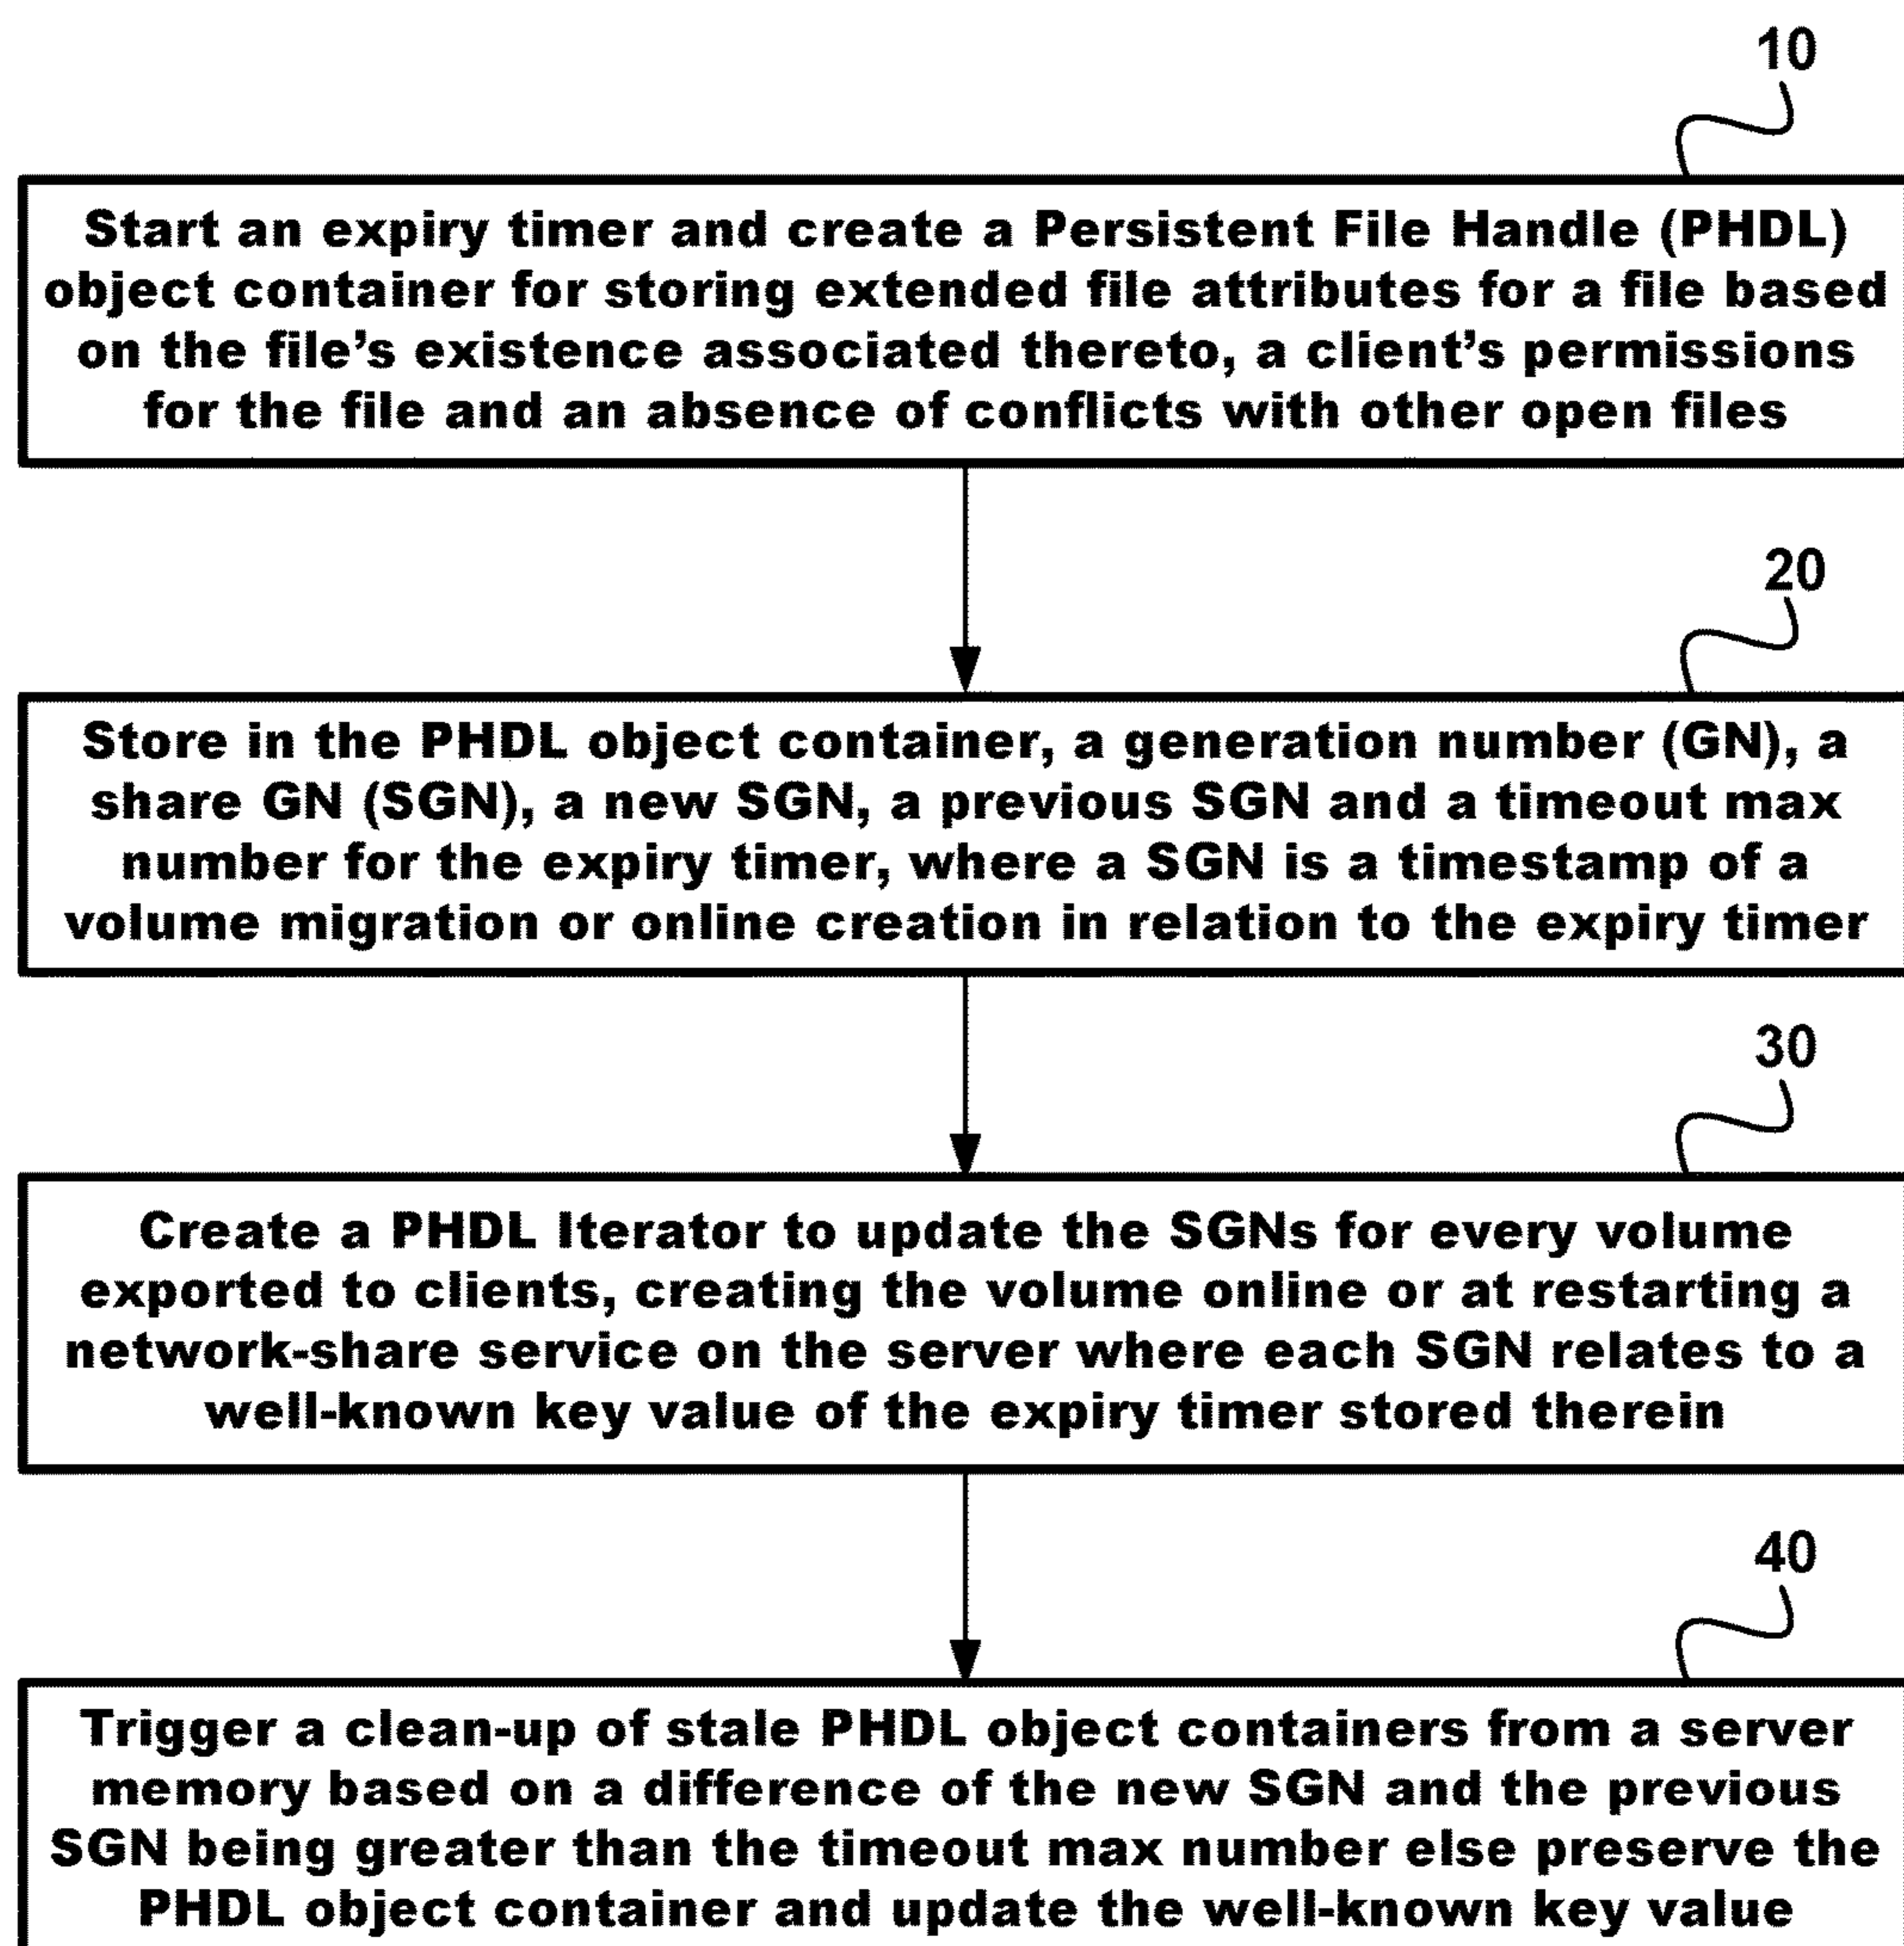 10
Start an expiry timer and create a Persistent File Handle (PHDL)
object container for storing extended file attributes for a file based
on the file's existence associated thereto, a client's permissions
for the file and an absence of conflicts with other open files
20
Store in the PHDL object container, a generation number (GN), a
share GN (SGN), a new SGN, a previous SGN and a timeout max
number for the expiry timer, where a SGN is a timestamp of a
volume migration or online creation in relation to the expiry timer
30
Create a PHDL Iterator to update the SGNs for every volume
exported to clients, creating the volume online or at restarting a
network-share service on the server where each SGN relates to a
well-known key value of the expiry timer stored therein
40
Trigger a clean-up of stale PHDL object containers from a server
memory based on a difference of the new SGN and the previous
SGN being greater than the timeout max number else preserve the
PHDL object container and update the well-known key value